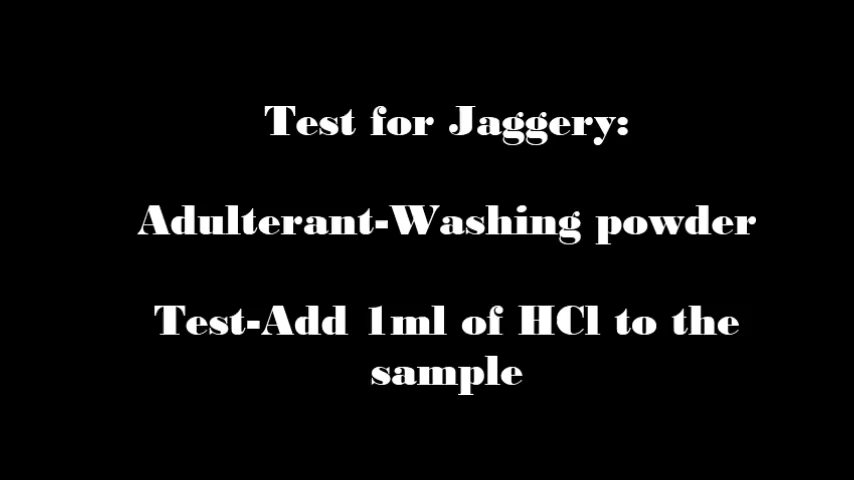 Test for Jaggery:
Adulterant-Washing powder
Test-Add 1ml of HCl to the
sample